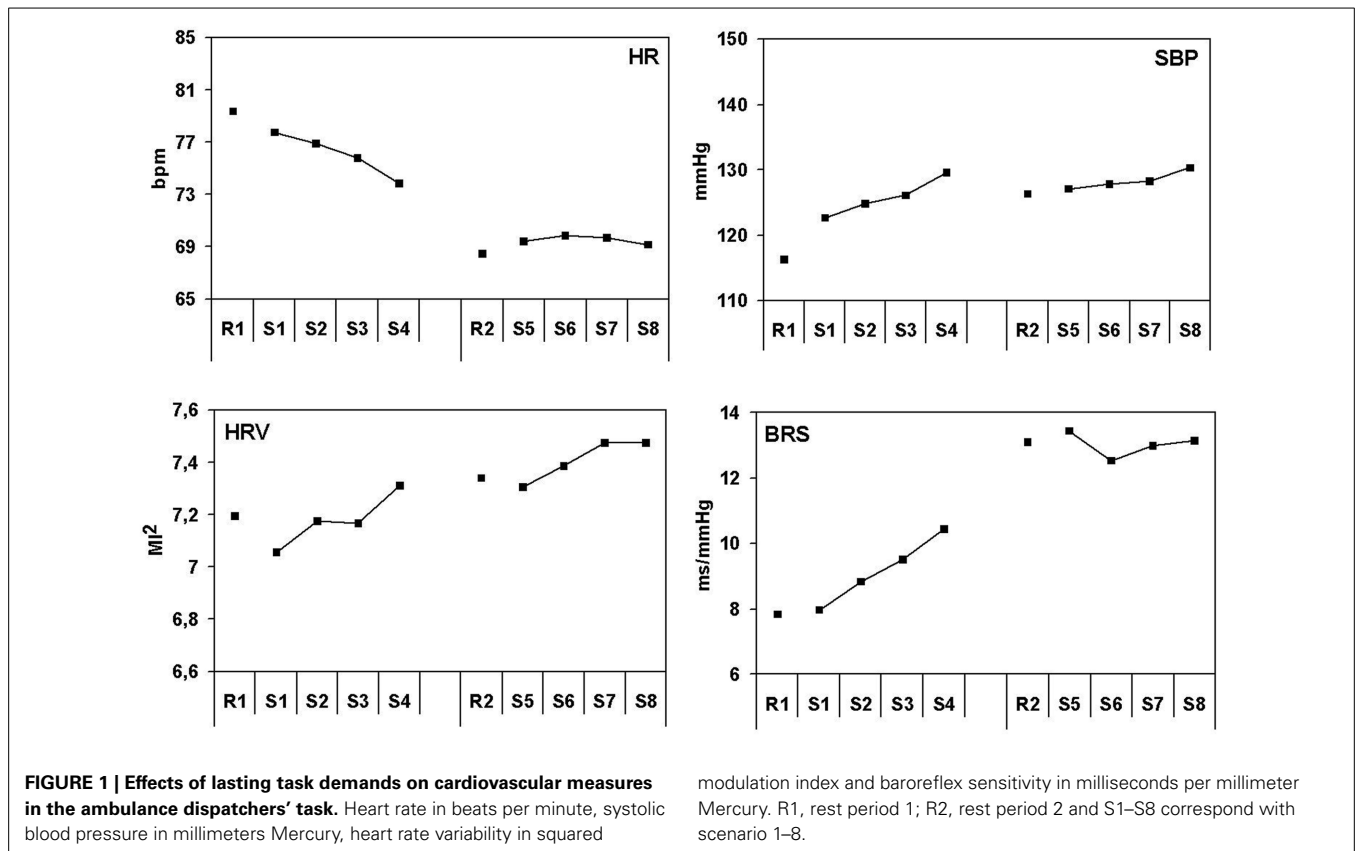 85
81
77
73
69
65
bpm
HR
R1 S1 S2 S3 S4 R2 S5 S6 S7 S8
150
140
130
120
110
mmHg
SBP
R1 S1 S2 S3 S4 R2 S5 S6 S7 S8
7,6
7,4
7,2
7
6,8
6,6
MI²
HRV
R1 S1 S2 S3 S4 R2 S5 S6 S7 S8
14
12
10
8
6
ms/mmHg
BRS
R1 S1 S2 S3 S4 R2 S5 S6 S7 S8
FIGURE 1 | Effects of lasting task demands on cardiovascular measures
in the ambulance dispatchers’ task. Heart rate in beats per minute, systolic
blood pressure in millimeters Mercury, heart rate variability in squared
modulation index and baroreflex sensitivity in milliseconds per millimeter
Mercury. R1, rest period 1; R2, rest period 2 and S1–S8 correspond with
scenario 1–8.